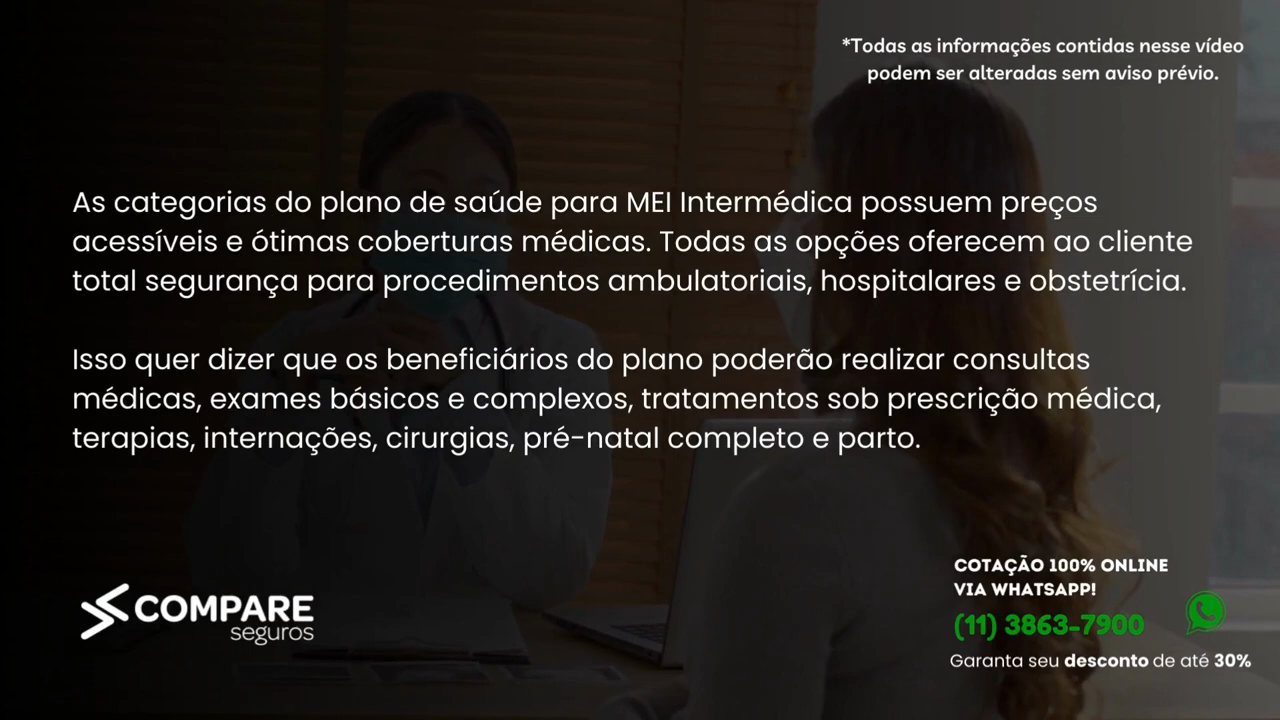 *Todas as informações contidas nesse vídeo
podem ser alteradas sem aviso prévio.
As categorias do plano de saúde para MEI Intermédica possuem preços
acessíveis e ótimas coberturas médicas. Todas as opções oferecem ao cliente
total segurança para procedimentos ambulatoriais, hospitalares e obstetrícia.
Isso quer dizer que os beneficiários do plano poderão realizar consultas
médicas, exames básicos e complexos, tratamentos sob prescrição médica,
terapias, internações, cirurgias, pré-natal completo e parto.
COMPARE
seguros
COTAÇÃO 100% ONLINE
VIA WHATSAPP!
(11) 3863-7900
Garanta seu desconto de até 30%